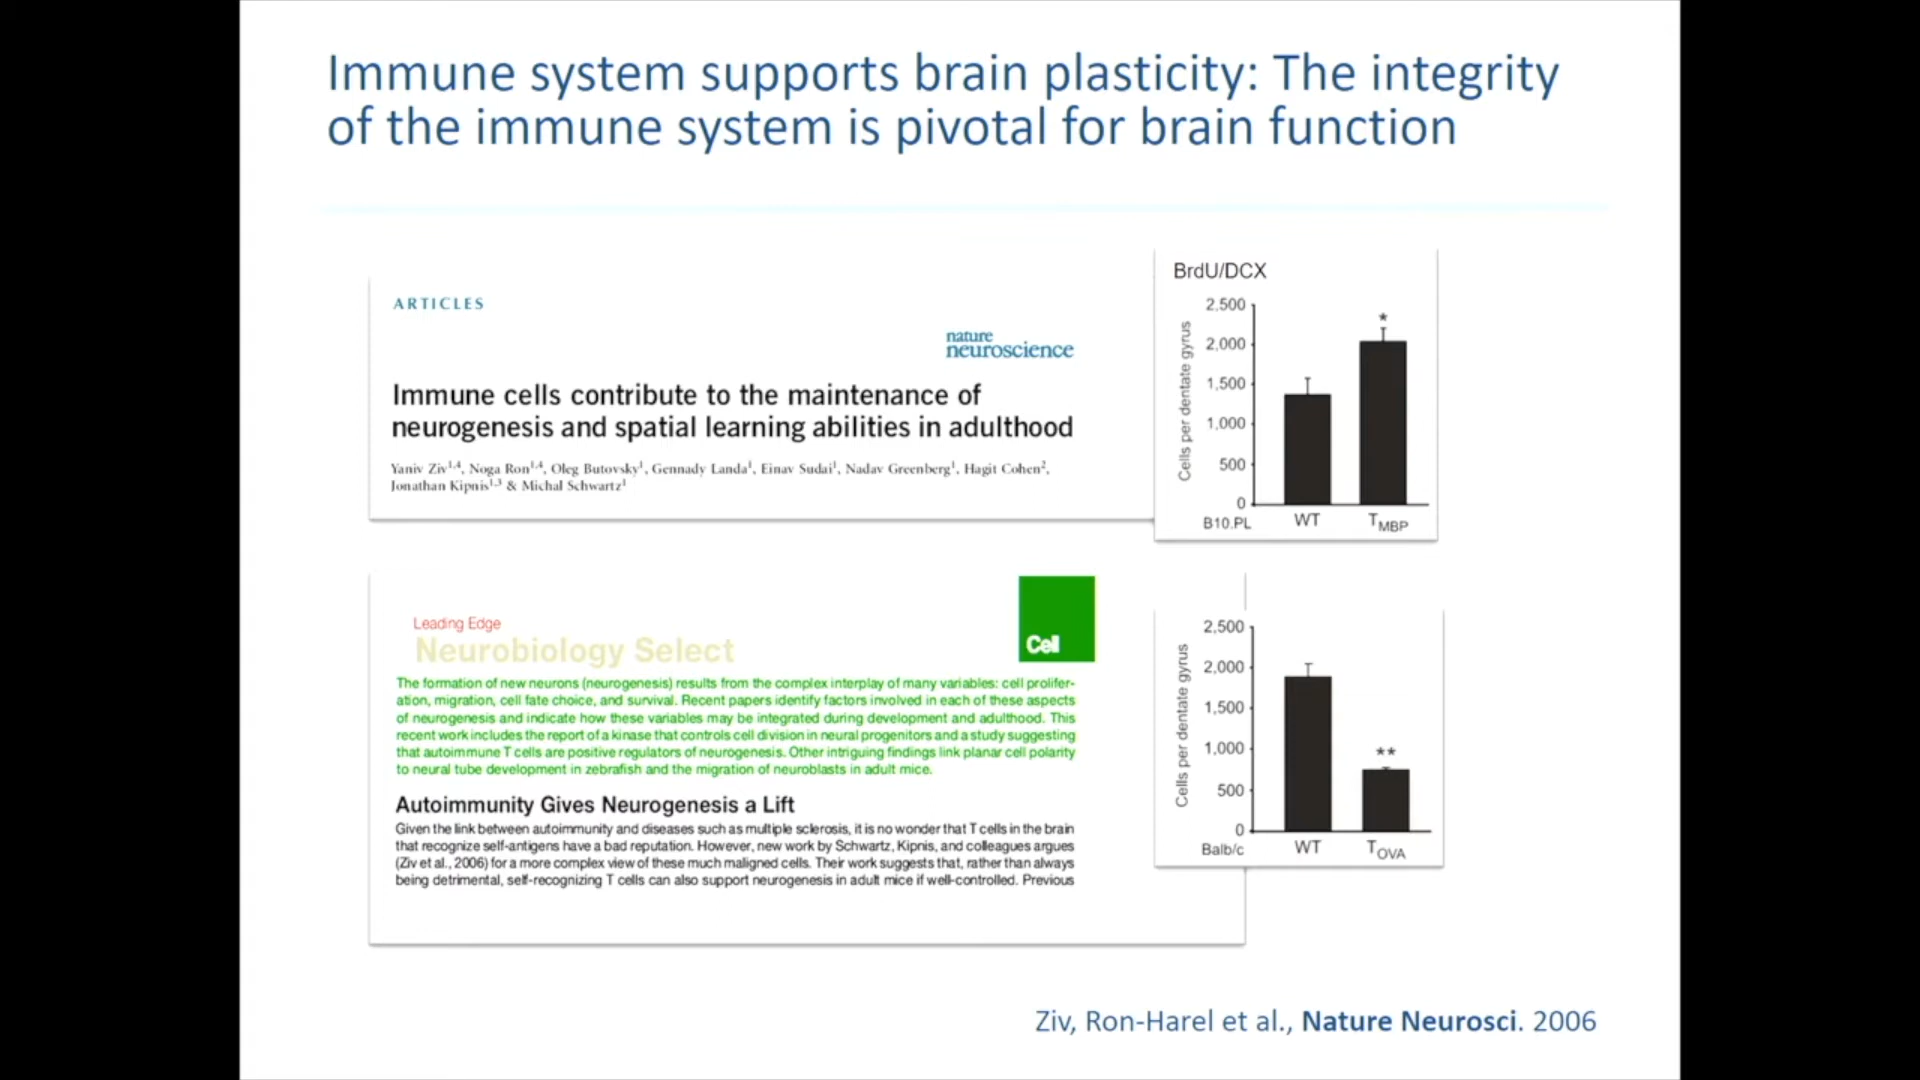 Immune system supports brain plasticity: The integrity
of the immune system is pivotal for brain function
ARTICLES
nature
neuroscience
Immune cells contribute to the maintenance of
neurogenesis and spatial learning abilities in adulthood
Yaniv Ziv1,4, Noga Ron1,4, Oleg Butovsky1, Gennady Landa1, Einav Sudai1, Nadav Greenberg1, Hagit Cohen2,
Jonathan Kipnis1,3 & Michal Schwartz1
BrdU/DCX
Cells per dentate gyrus
2,500
2,000
1,500
1,000
500
0
*
B10.PL WT TMBP
Leading Edge
Neurobiology Select
Cell
The formation of new neurons (neurogenesis) results from the complex interplay of many variables: cell prolifer-
ation, migration, cell fate choice, and survival. Recent papers identify factors involved in each of these aspects
of neurogenesis and indicate how these variables may be integrated during development and adulthood. This
recent work includes the report of a kinase that controls cell division in neural progenitors and a study suggesting
that autoimmune T cells are positive regulators of neurogenesis. Other intriguing findings link planar cell polarity
to neural tube development in zebrafish and the migration of neuroblasts in adult mice.
Autoimmunity Gives Neurogenesis a Lift
Given the link between autoimmunity and diseases such as multiple sclerosis, it is no wonder that T cells in the brain
that recognize self-antigens have a bad reputation. However, new work by Schwartz, Kipnis, and colleagues argues
(Ziv et al., 2006) for a more complex view of these much maligned cells. Their work suggests that, rather than always
being detrimental, self-recognizing T cells can also support neurogenesis in adult mice if well-controlled. Previous
Cells per dentate gyrus
2,500
2,000
1,500
1,000
500
0
**
Balb/c WT TOVA
Ziv, Ron-Harel et al., Nature Neurosci. 2006